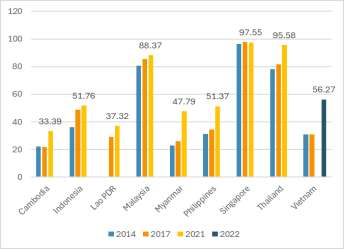 120
100
80
60
40
20
0
33.39
51.76
37.32
88.37
47.79
51.37
97.55
95.58
56.27
Cambodia
Indonesia
Lao PDR
Malaysia
Myanmar
Philippines
Singapore
Thailand
Vietnam
2014 2017 2021 2022